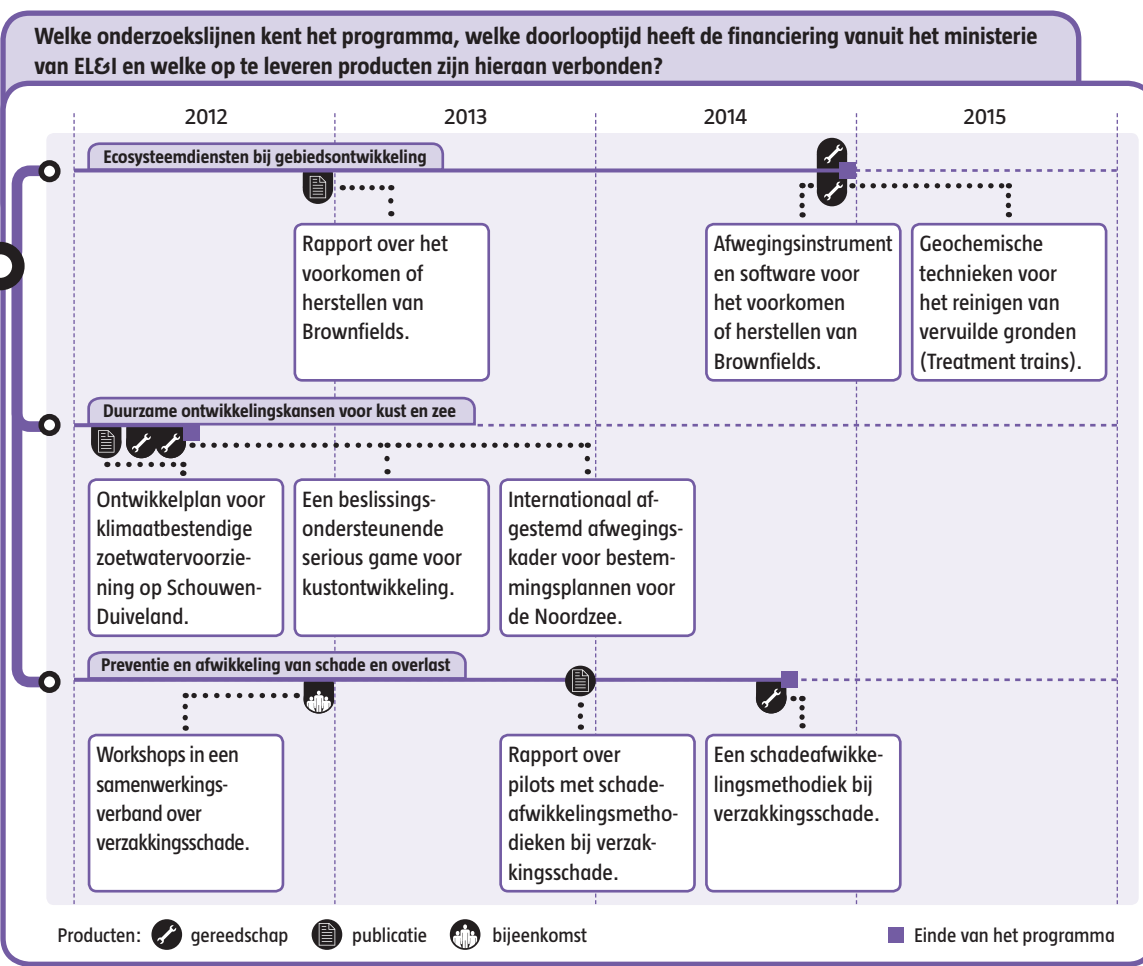 Welke onderzoekslijnen kent het programma, welke doorlooptijd heeft de financiering vanuit het ministerie
van EL&I en welke op te leveren producten zijn hieraan verbonden?
2012
2013
2014
2015
Ecosysteemdiensten bij gebiedsontwikkeling
Rapport over het
voorkomen of
herstellen van
Brownfields.
Afwegingsinstrument
en software voor
het voorkomen
of herstellen van
Brownfields.
Geochemische
technieken voor
het reinigen van
vervuilde gronden
(Treatment trains).
Duurzame ontwikkelingskansen voor kust en zee
Ontwikkelplan voor
klimaatbestendige
zoetwatervoorzie-
ning op Schouwen-
Duiveland.
Een beslissings-
ondersteunende
serious game voor
kustontwikkeling.
Internationaal af-
gestemd afwegings-
kader voor bestem-
mingsplannen voor
de Noordzee.
Preventie en afwikkeling van schade en overlast
Workshops in een
samenwerkings-
verband over
verzakkingsschade.
Rapport over
pilots met schade-
afwikkelingsmetho-
dieken bij verzak-
kingsschade.
Een schadeafwikke-
lingsmethodiek bij
verzakkingsschade.
Producten: gereedschap publicatie bijeenkomst Einde van het programma